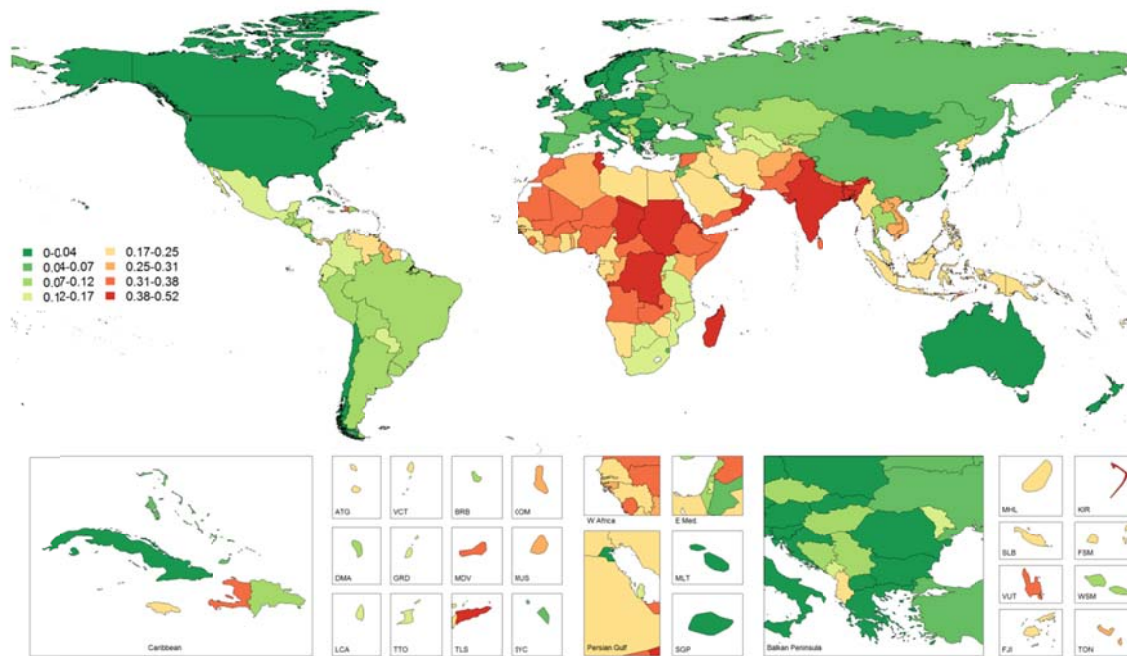 0-0.04
0.04-0.07
0.07-0.12
0.12-0.17
0.17-0.25
0.25-0.31
0.31-0.38
0.38-0.52
Caribbean
ATG
VCT
BRB
COM
DMA
GRD
MDV
MUS
LCA
TTO
TLS
SYC
W Africa
E Med.
Persian Gulf
MLT
SGP
Balkan Peninsula
MHL
KIR
SLB
FSM
VUT
WSM
FJI
TON